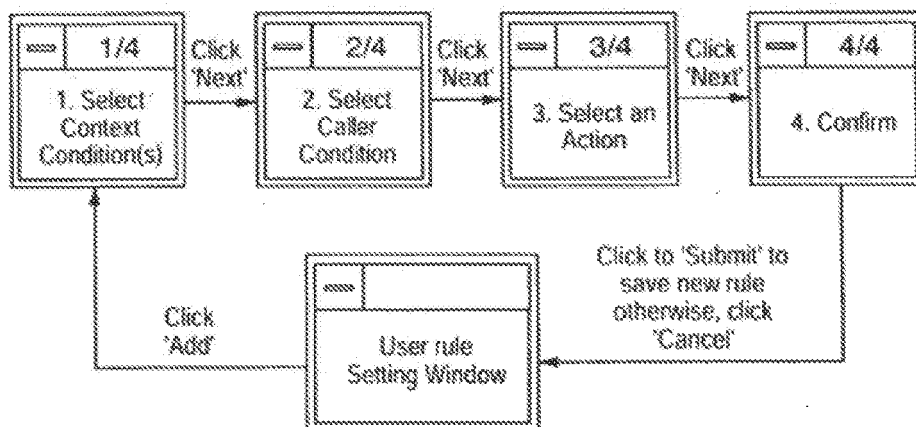 1/4
1. Select
Context
Condition(s)
Click
'Next'
2/4
2. Select
Caller
Condition
Click
'Next'
3/4
3. Select an
Action
Click
'Next'
4/4
4. Confirm
Click to 'Submit' to
save new rule
otherwise, click
'Cancel'
User rule
Setting Window
Click
'Add'